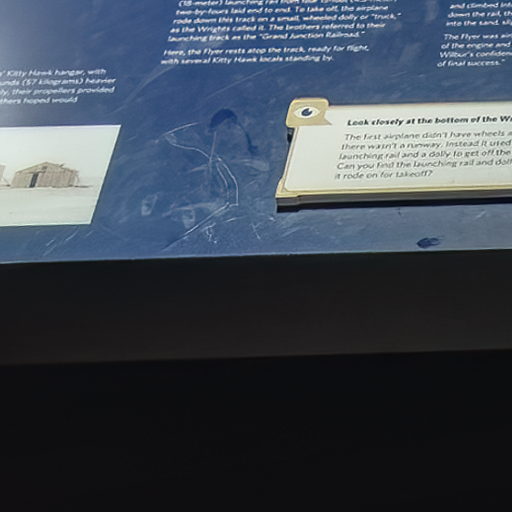 (18-meter) launching rail from four 15-foot
two-by-fours laid end to end. To take off, the airplane
rode down this track on a small, wheeled dolly or "truck,"
as the Wrights called it. The brothers referred to their
launching track as the "Grand Junction Railroad."
Here, the Flyer rests atop the track, ready for flight,
with several Kitty Hawk locals standing by.
and climbed int
down the rail, th
into the sand, sli
The Flyer was air
of the engine and
Wilbur's confiden
of final success."
' Kitty Hawk hangar, with
unds (57 kilograms) heavier
ly, their propellers provided
thers hoped would
Look closely at the bottom of the Wr
The first airplane didn't have wheels a
there wasn't a runway. Instead it used
launching rail and a dolly to get off the
Can you find the launching rail and doll
it rode on for takeoff?